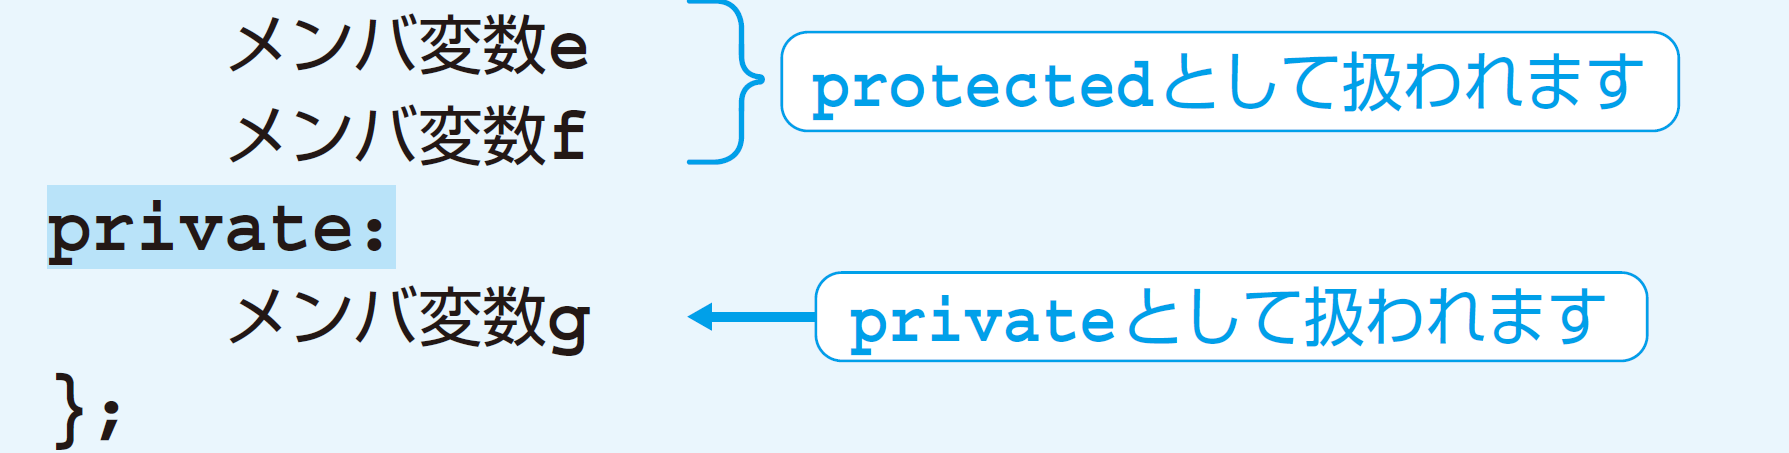 メンバ変数e
protectedとして扱われます
メンバ変数f
private:
メンバ変数g
privateとして扱われます
};